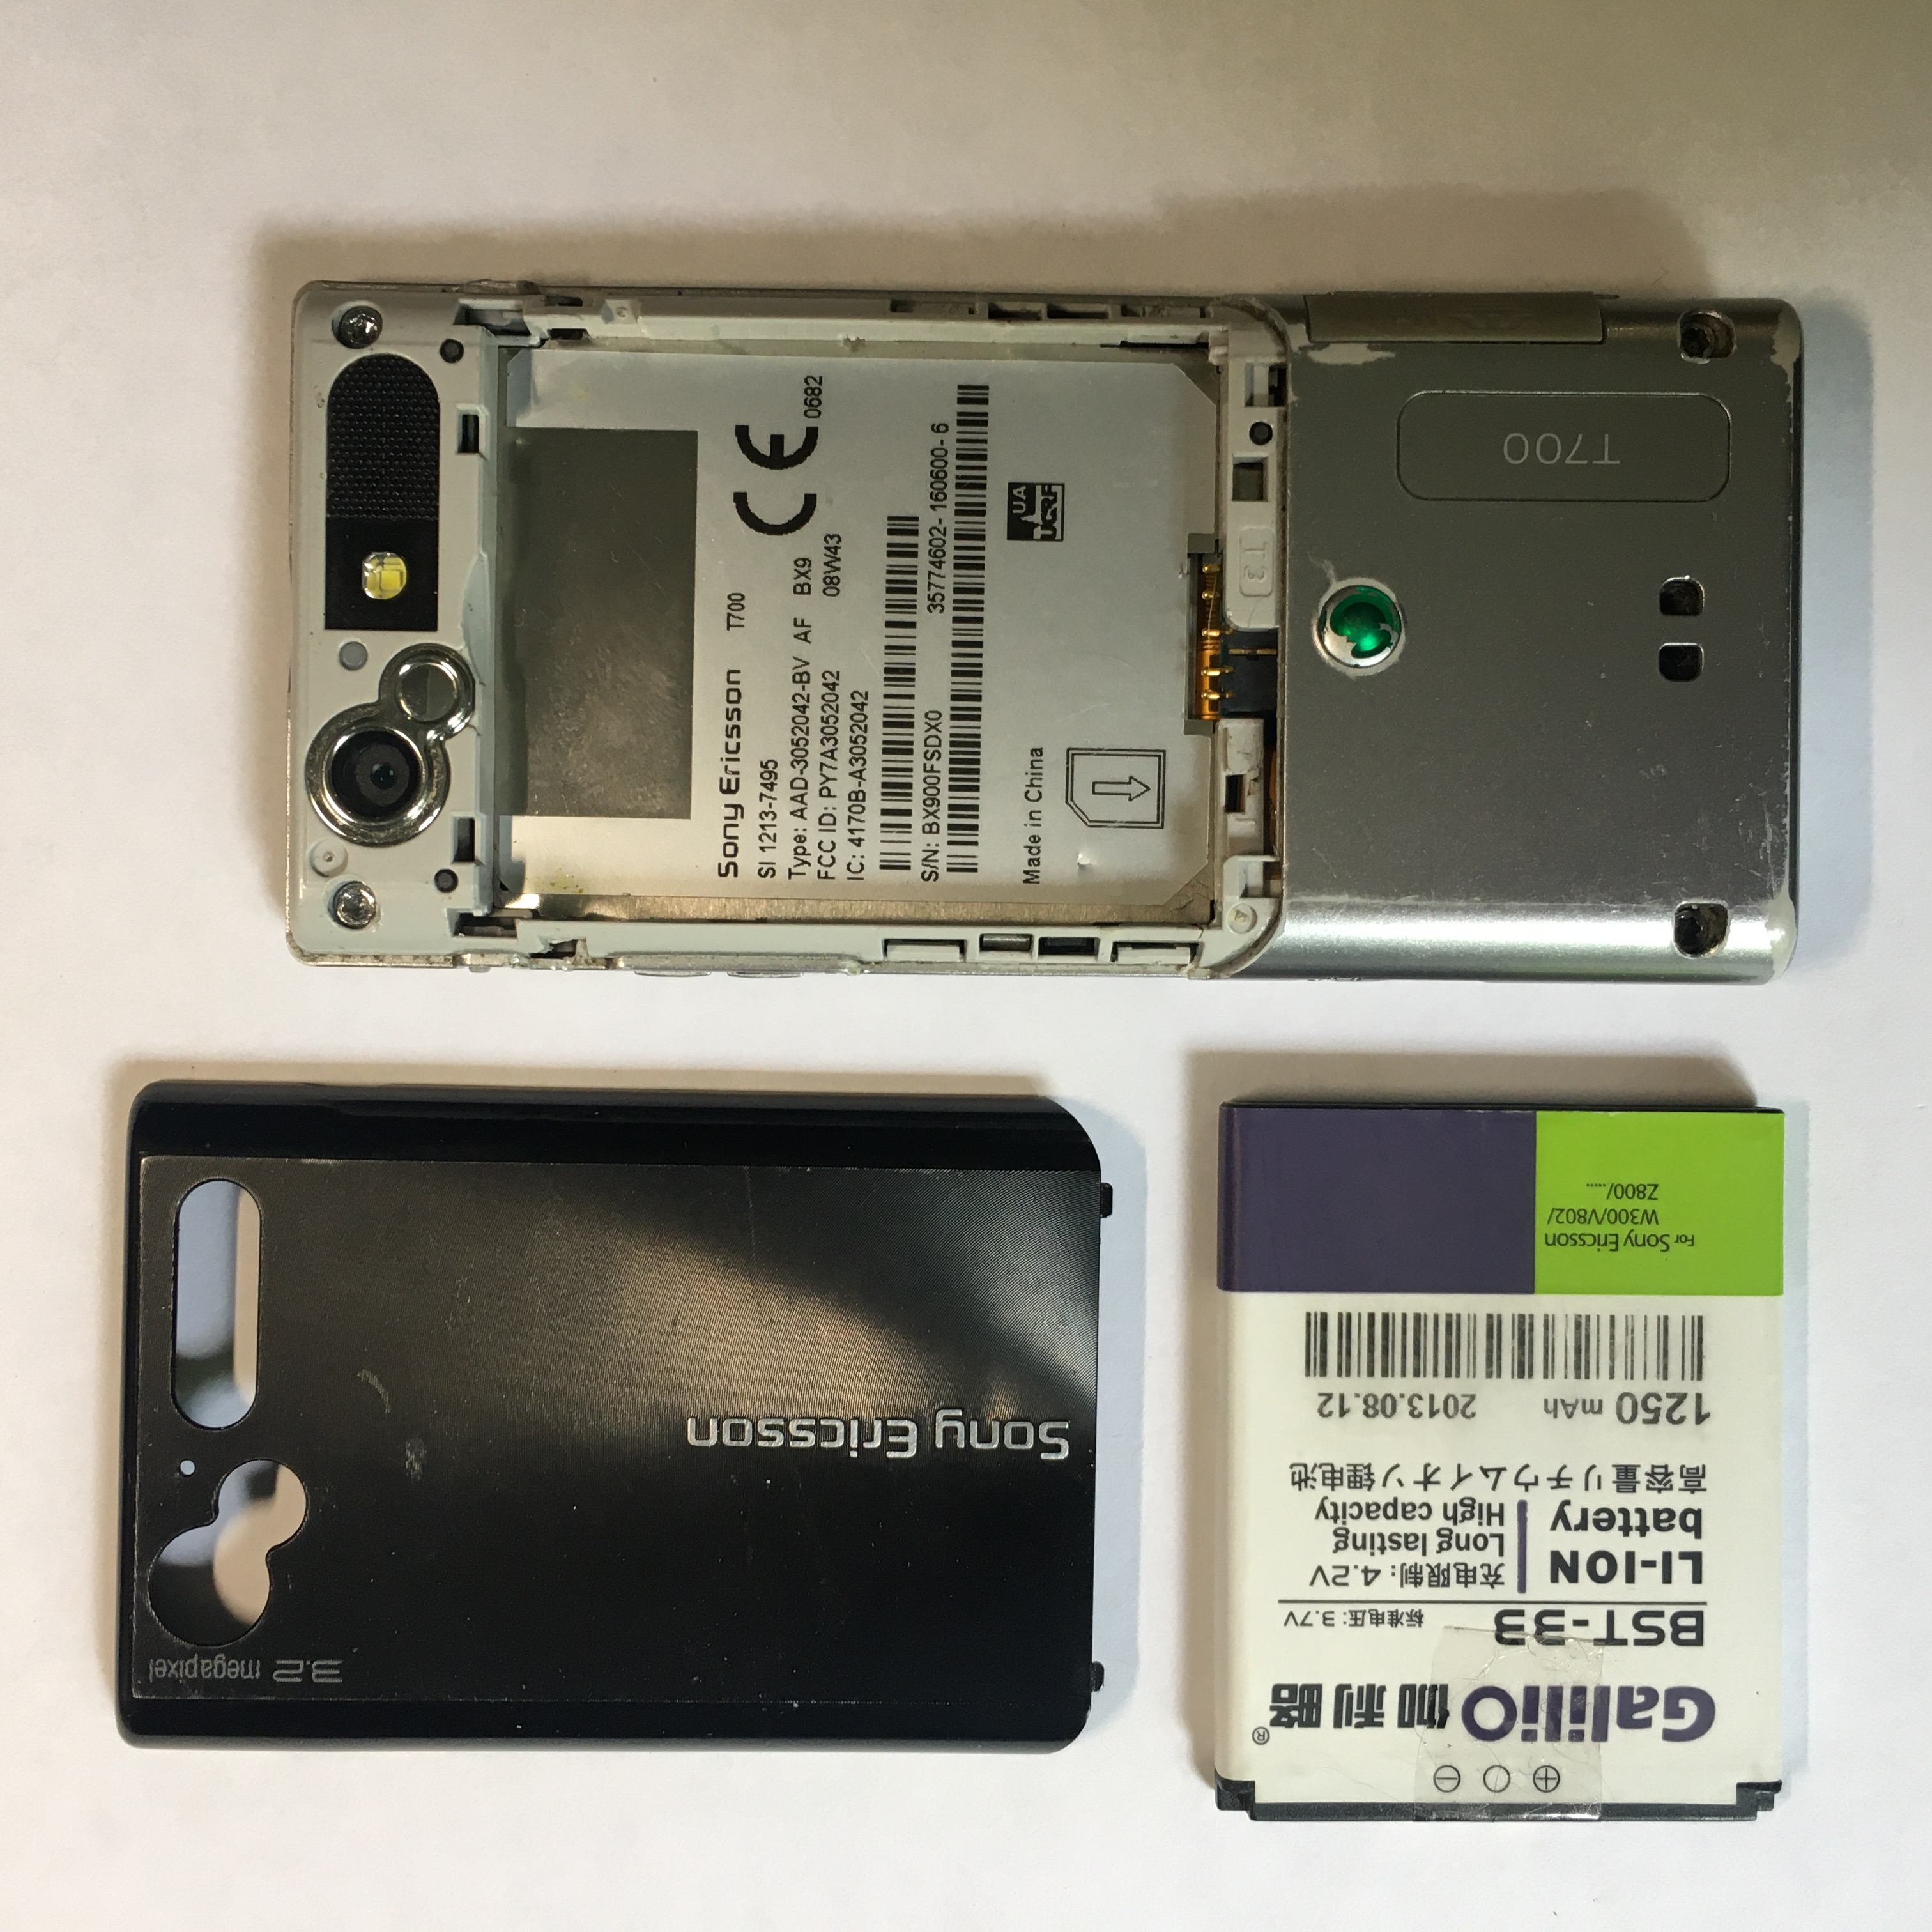 3.2 megapixel
Sony Ericsson
Sony Ericsson T700
SI 1213-7495
Type: AAD-3052042-BV AF BX9
FCC ID: PY7A3052042 08W43
IC: 4170B-A3052042
CE 0682
S/N: BX900FSDX0 35774602-160600-6
Made in China
UA
UCRF
T3
T700
Galilio 伽利略®
BST-33 标准电压: 3.7V
LI-ION battery
充电限制: 4.2V
Long lasting
High capacity
高容量リチウムイオソ锂电池
1250 mAh 2013.08.12
For Sony Ericsson
W300/V802/
Z800/.....